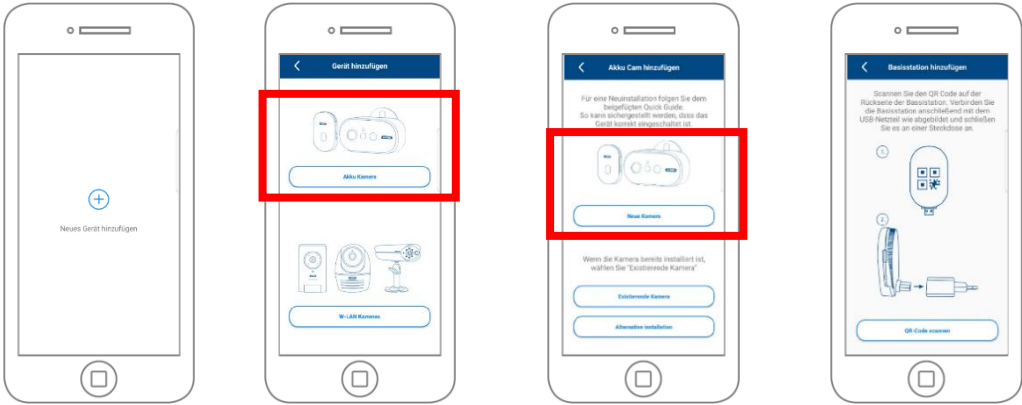 Neues Gerät hinzufügen
Gerät hinzufügen
Akku Kamera
W-LAN Kameras
Akku Cam hinzufügen
Für eine Neuinstallation folgen Sie dem
beigefügten Quick Guide.
So kann sichergestellt werden, dass das
Gerät korrekt eingeschaltet ist.
Neue Kamera
Wenn die Kamera bereits installiert ist,
wählen Sie "Existierende Kamera"
Existierende Kamera
Alternative installation
Basisstation hinzufügen
Scannen Sie den QR Code auf der
Rückseite der Bassistation. Verbinden Sie
die Basisstation anschließend mit dem
USB-Netzteil wie abgebildet und schließen
Sie es an einer Steckdose an.
1.
2.
QR-Code scannen